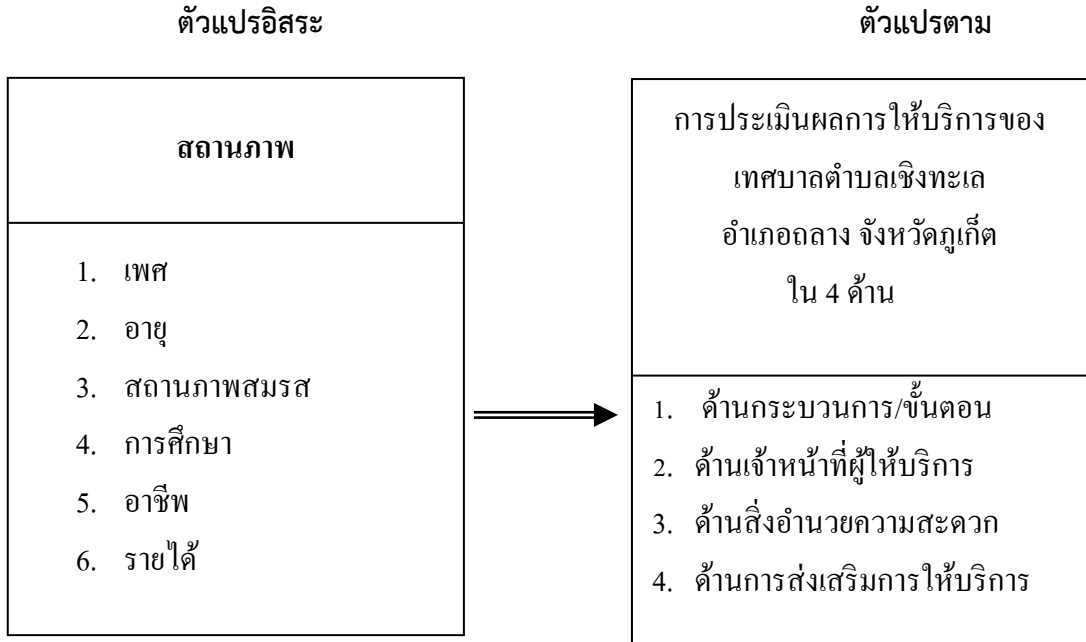 ตัวแปรอิสระ
ตัวแปรตาม
สถานภาพ
1. เพศ
2. อายุ
3. สถานภาพสมรส
4. การศึกษา
5. อาชีพ
6. รายได้
การประเมินผลการให้บริการของ
เทศบาลตำบลเชิงทะเล
อำเภอถลาง จังหวัดภูเก็ต
ใน 4 ด้าน
1. ด้านกระบวนการ/ขั้นตอน
2. ด้านเจ้าหน้าที่ผู้ให้บริการ
3. ด้านสิ่งอำนวยความสะดวก
4. ด้านการส่งเสริมการให้บริการ